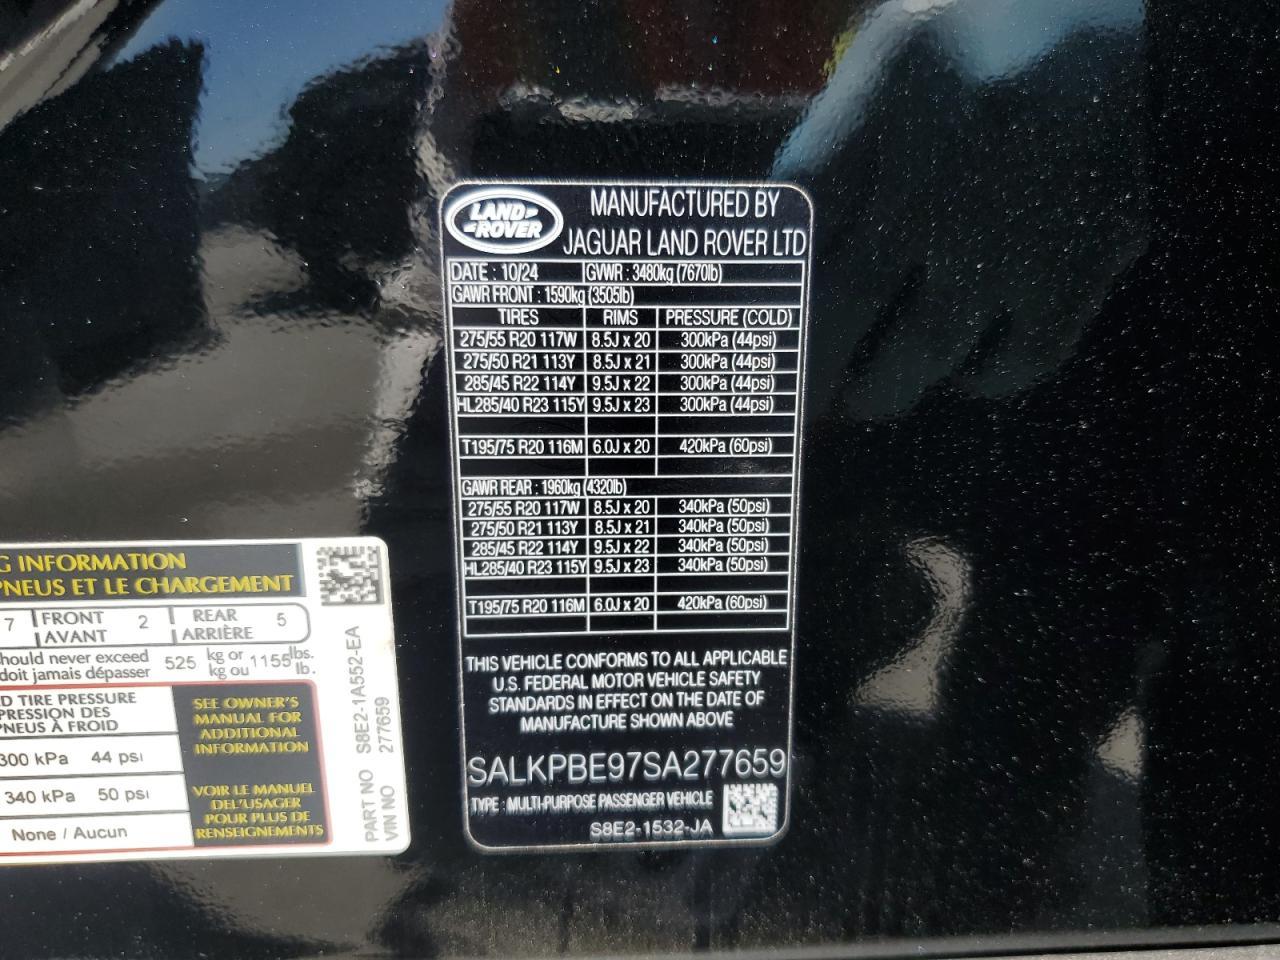 LAND ROVER
MANUFACTURED BY
JAGUAR LAND ROVER LTD
DATE : 10/24 GVWR : 3480kg (7670lb)
GAWR FRONT : 1590kg (3505lb)
TIRES RIMS PRESSURE (COLD)
275/55 R20 117W 8.5J x 20 300kPa (44psi)
275/50 R21 113Y 8.5J x 21 300kPa (44psi)
285/45 R22 114Y 9.5J x 22 300kPa (44psi)
HL285/40 R23 115Y 9.5J x 23 300kPa (44psi)
T195/75 R20 116M 6.0J x 20 420kPa (60psi)
GAWR REAR : 1960kg (4320lb)
275/55 R20 117W 8.5J x 20 340kPa (50psi)
275/50 R21 113Y 8.5J x 21 340kPa (50psi)
285/45 R22 114Y 9.5J x 22 340kPa (50psi)
HL285/40 R23 115Y 9.5J x 23 340kPa (50psi)
T195/75 R20 116M 6.0J x 20 420kPa (60psi)
THIS VEHICLE CONFORMS TO ALL APPLICABLE
U.S. FEDERAL MOTOR VEHICLE SAFETY
STANDARDS IN EFFECT ON THE DATE OF
MANUFACTURE SHOWN ABOVE
SALKPBE97SA277659
TYPE : MULTI-PURPOSE PASSENGER VEHICLE
S8E2-1532-JA
G INFORMATION
PNEUS ET LE CHARGEMENT
7 FRONT 2 REAR 5
AVANT ARRIÈRE
should never exceed 525 kg or 1155 lbs.
doit jamais dépasser kg ou lb.
D TIRE PRESSURE
PRESSION DES
PNEUS À FROID
300 kPa 44 psi
340 kPa 50 psi
None / Aucun
SEE OWNER'S
MANUAL FOR
ADDITIONAL
INFORMATION
VOIR LE MANUEL
DEL'USAGER
POUR PLUS DE
RENSEIGNEMENTS
PART NO S8E2-1A552-EA
VIN NO 277659